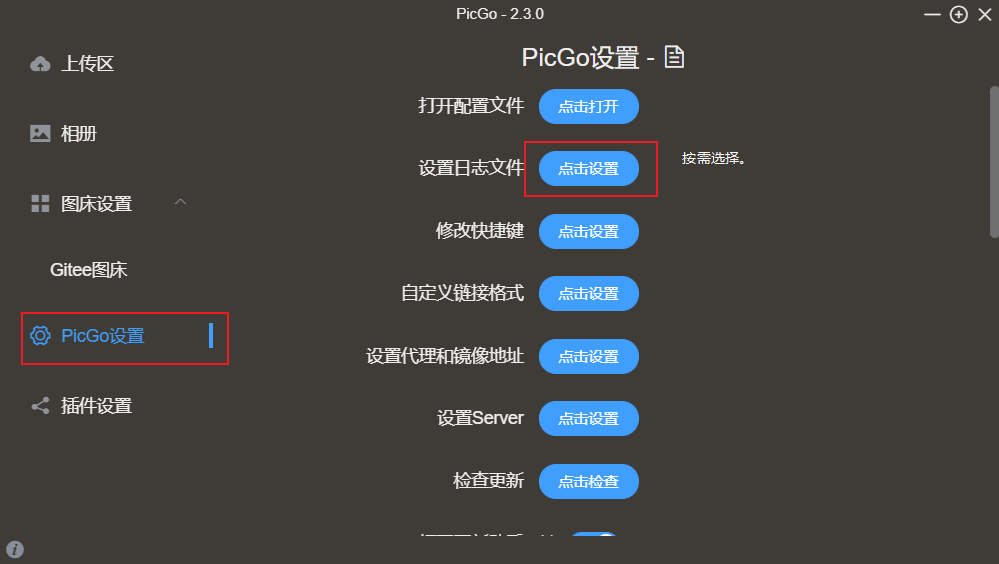 PicGo - 2.3.0
上传区
相册
图床设置
Gitee图床
PicGo设置
插件设置
PicGo设置 -
打开配置文件 点击打开
设置日志文件 点击设置 按需选择。
修改快捷键 点击设置
自定义链接格式 点击设置
设置代理和镜像地址 点击设置
设置Server 点击设置
检查更新 点击检查